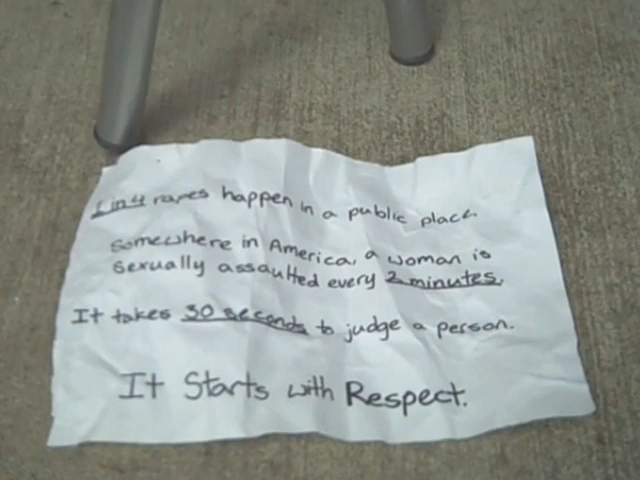 1 in 4 rapes happen in a public place.
Somewhere in America, a woman is
sexually assaulted every 2 minutes.
It takes 30 seconds to judge a person.
It Starts with Respect.